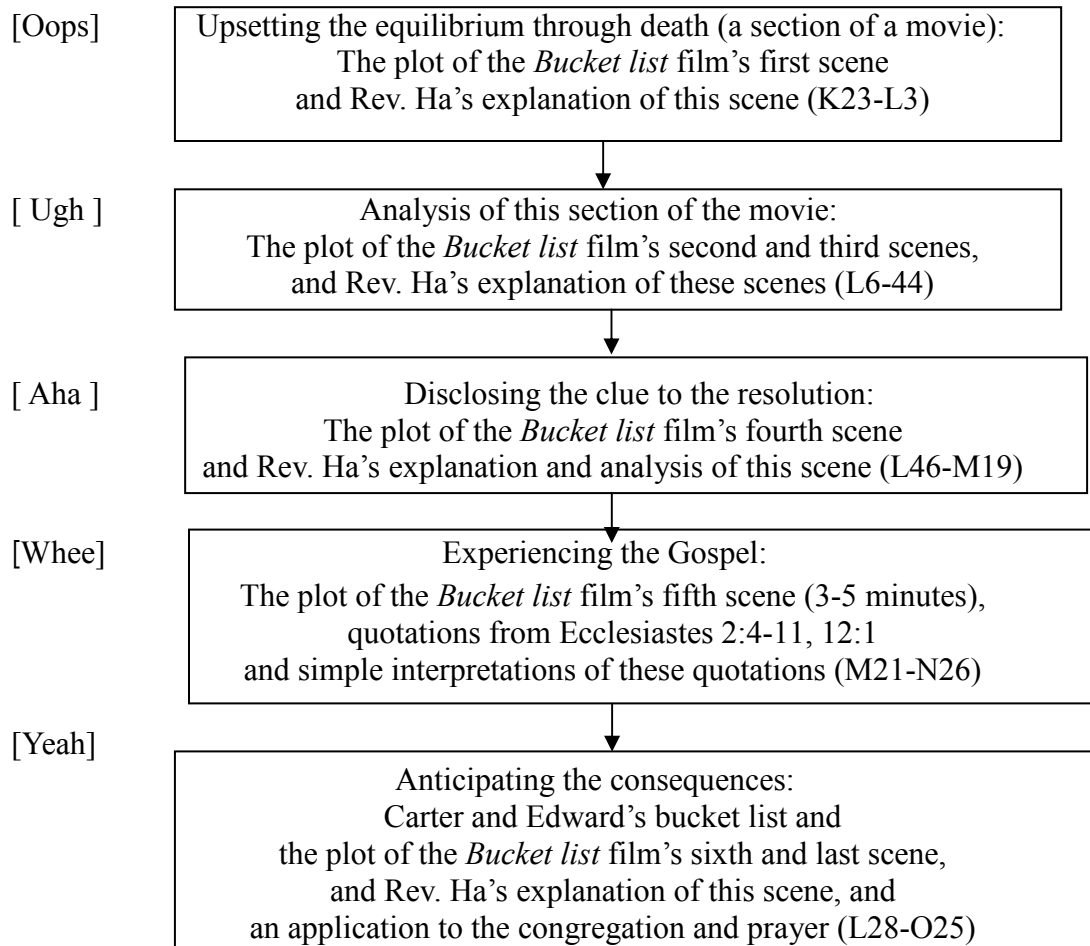 [Oops] Upsetting the equilibrium through death (a section of a movie):
The plot of the Bucket list film’s first scene
and Rev. Ha’s explanation of this scene (K23-L3)
[ Ugh ] Analysis of this section of the movie:
The plot of the Bucket list film’s second and third scenes,
and Rev. Ha’s explanation of these scenes (L6-44)
[ Aha ] Disclosing the clue to the resolution:
The plot of the Bucket list film’s fourth scene
and Rev. Ha’s explanation and analysis of this scene (L46-M19)
[Whee] Experiencing the Gospel:
The plot of the Bucket list film’s fifth scene (3-5 minutes),
quotations from Ecclesiastes 2:4-11, 12:1
and simple interpretations of these quotations (M21-N26)
[Yeah]
Anticipating the consequences:
Carter and Edward’s bucket list and
the plot of the Bucket list film’s sixth and last scene,
and Rev. Ha’s explanation of this scene, and
an application to the congregation and prayer (L28-O25)